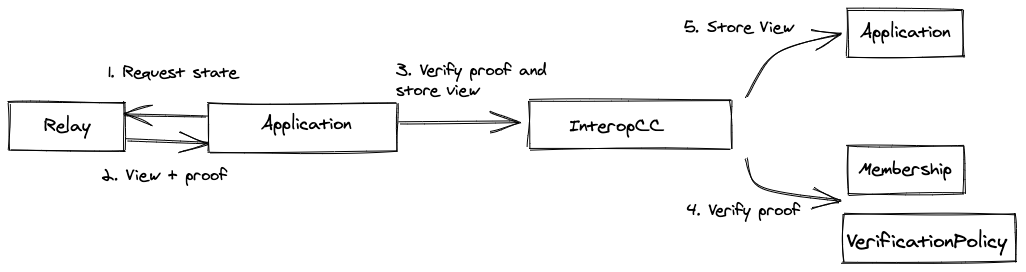 5. Store View
Application
1. Request state
3. Verify proof and
store view
Relay
Application
InteropCC
2. View + proof
Membership
4. Verify proof
VerificationPolicy